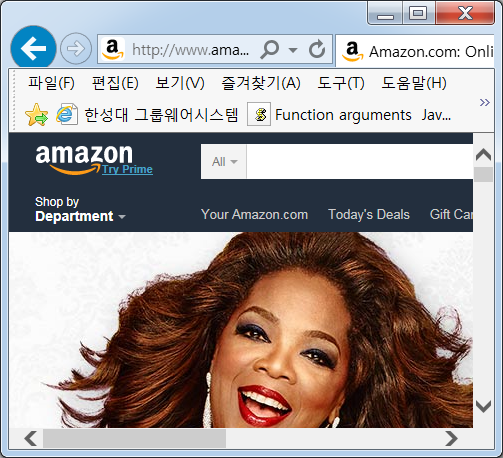 http://www.ama...
Amazon.com: Onli
파일(F) 편집(E) 보기(V) 즐겨찾기(A) 도구(T) 도움말(H)
한성대 그룹웨어시스템 Function arguments Jav...
amazon
Try Prime
All
Shop by
Department
Your Amazon.com Today's Deals Gift Car